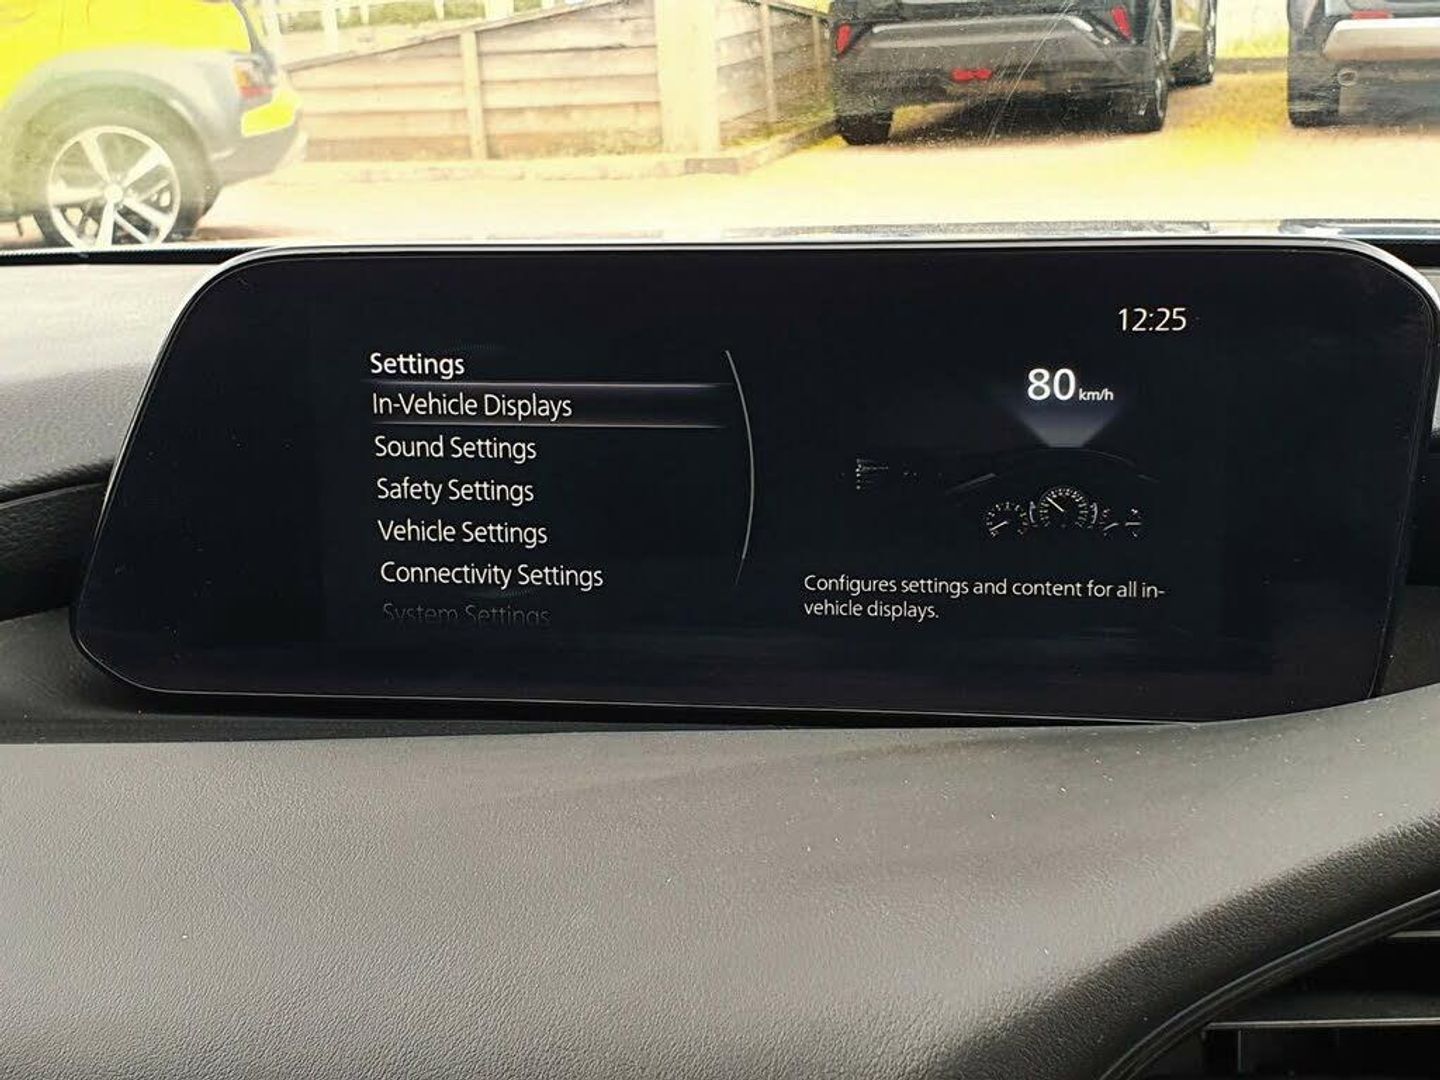 12:25
Settings
In-Vehicle Displays
Sound Settings
Safety Settings
Vehicle Settings
Connectivity Settings
System Settings
80 km/h
Configures settings and content for all in-
vehicle displays.